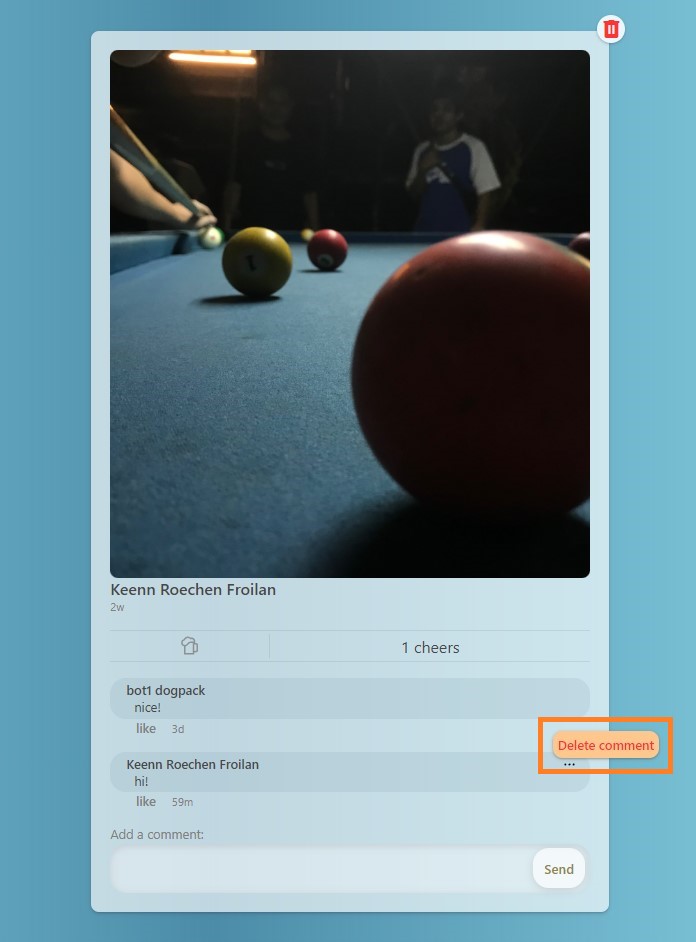 1
Keenn Roechen Froilan
2w
1 cheers
bot1 dogpack
nice!
like 3d
Delete comment
...
Keenn Roechen Froilan
hi!
like 59m
Add a comment:
Send